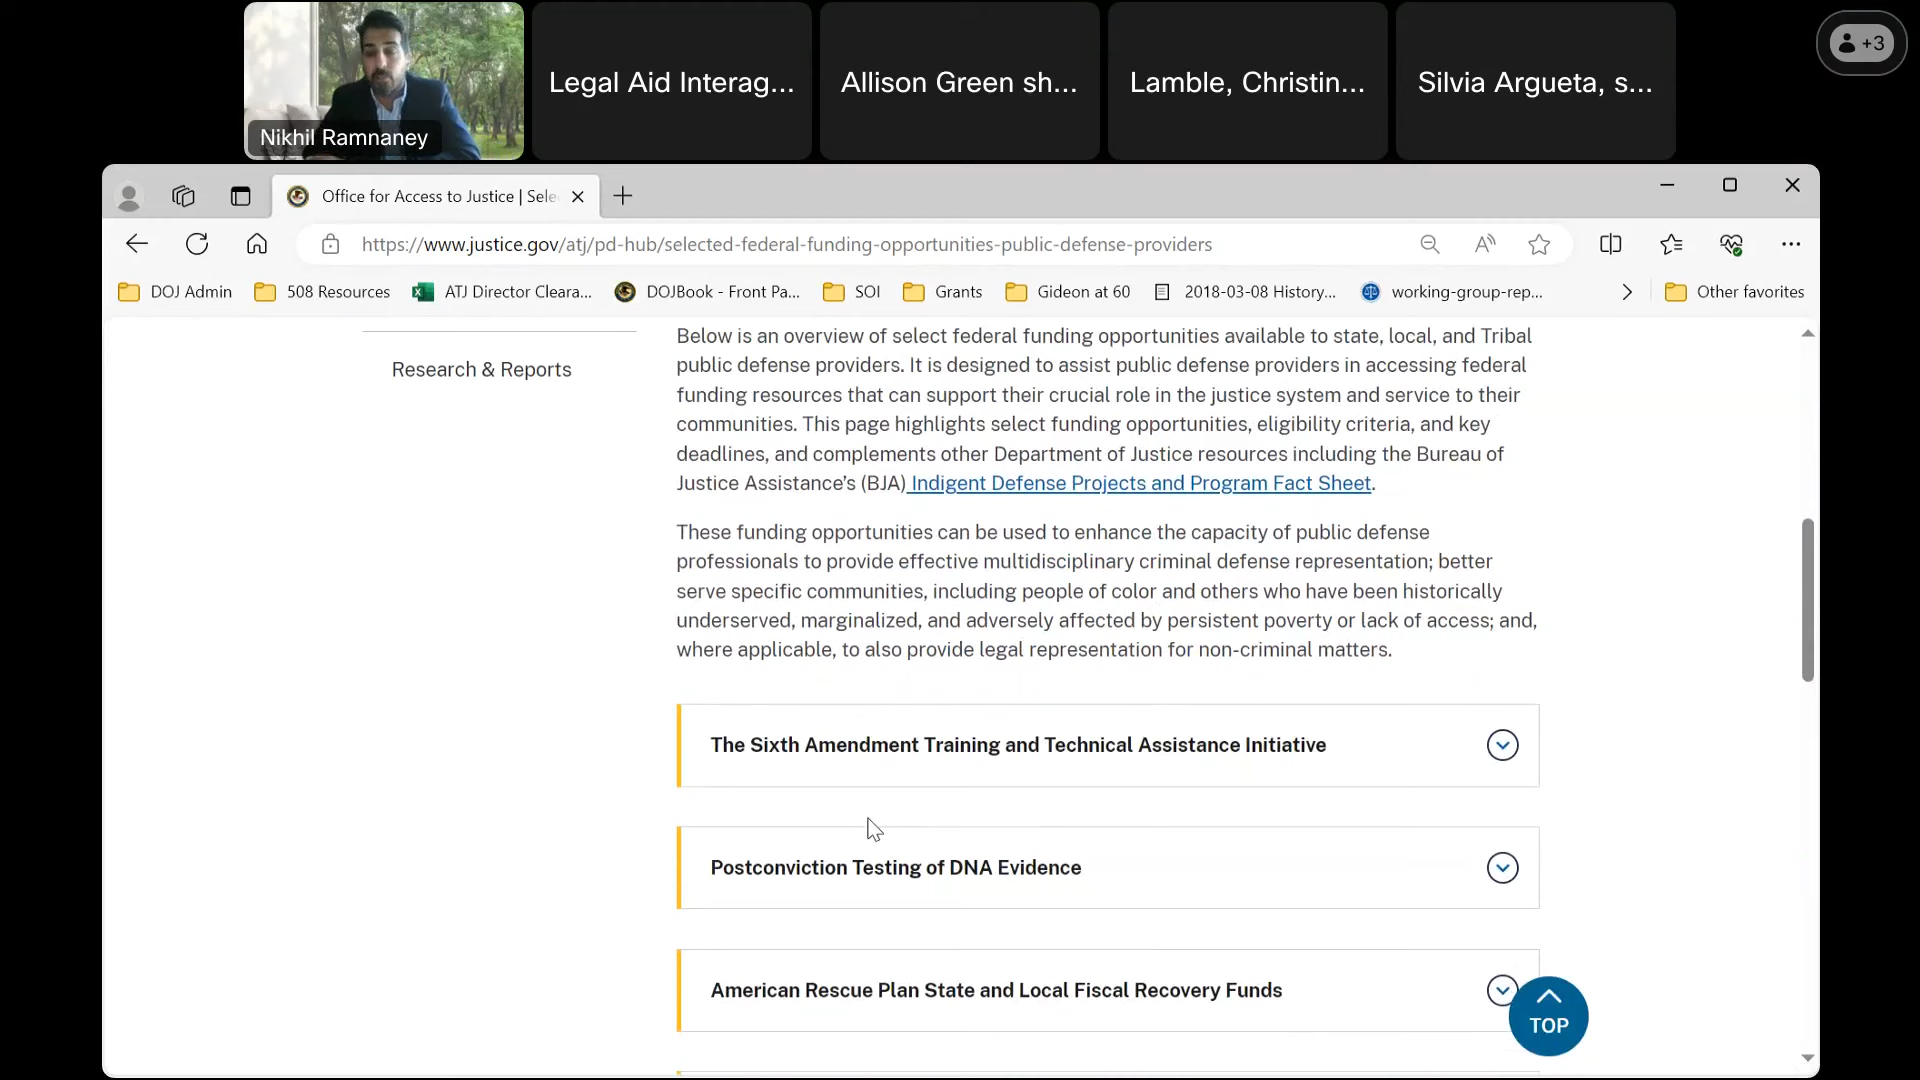 Nikhil Ramnaney
Legal Aid Interag...
Allison Green sh...
Lamble, Christin...
Silvia Argueta, s...
+3
Office for Access to Justice | Sele
https://www.justice.gov/atj/pd-hub/selected-federal-funding-opportunities-public-defense-providers
DOJ Admin
508 Resources
ATJ Director Cleara...
DOJBook - Front Pa...
SOI
Grants
Gideon at 60
2018-03-08 History...
working-group-rep...
Other favorites
Research & Reports
Below is an overview of select federal funding opportunities available to state, local, and Tribal
public defense providers. It is designed to assist public defense providers in accessing federal
funding resources that can support their crucial role in the justice system and service to their
communities. This page highlights select funding opportunities, eligibility criteria, and key
deadlines, and complements other Department of Justice resources including the Bureau of
Justice Assistance's (BJA) Indigent Defense Projects and Program Fact Sheet.
These funding opportunities can be used to enhance the capacity of public defense
professionals to provide effective multidisciplinary criminal defense representation; better
serve specific communities, including people of color and others who have been historically
underserved, marginalized, and adversely affected by persistent poverty or lack of access; and,
where applicable, to also provide legal representation for non-criminal matters.
The Sixth Amendment Training and Technical Assistance Initiative
Postconviction Testing of DNA Evidence
American Rescue Plan State and Local Fiscal Recovery Funds
TOP